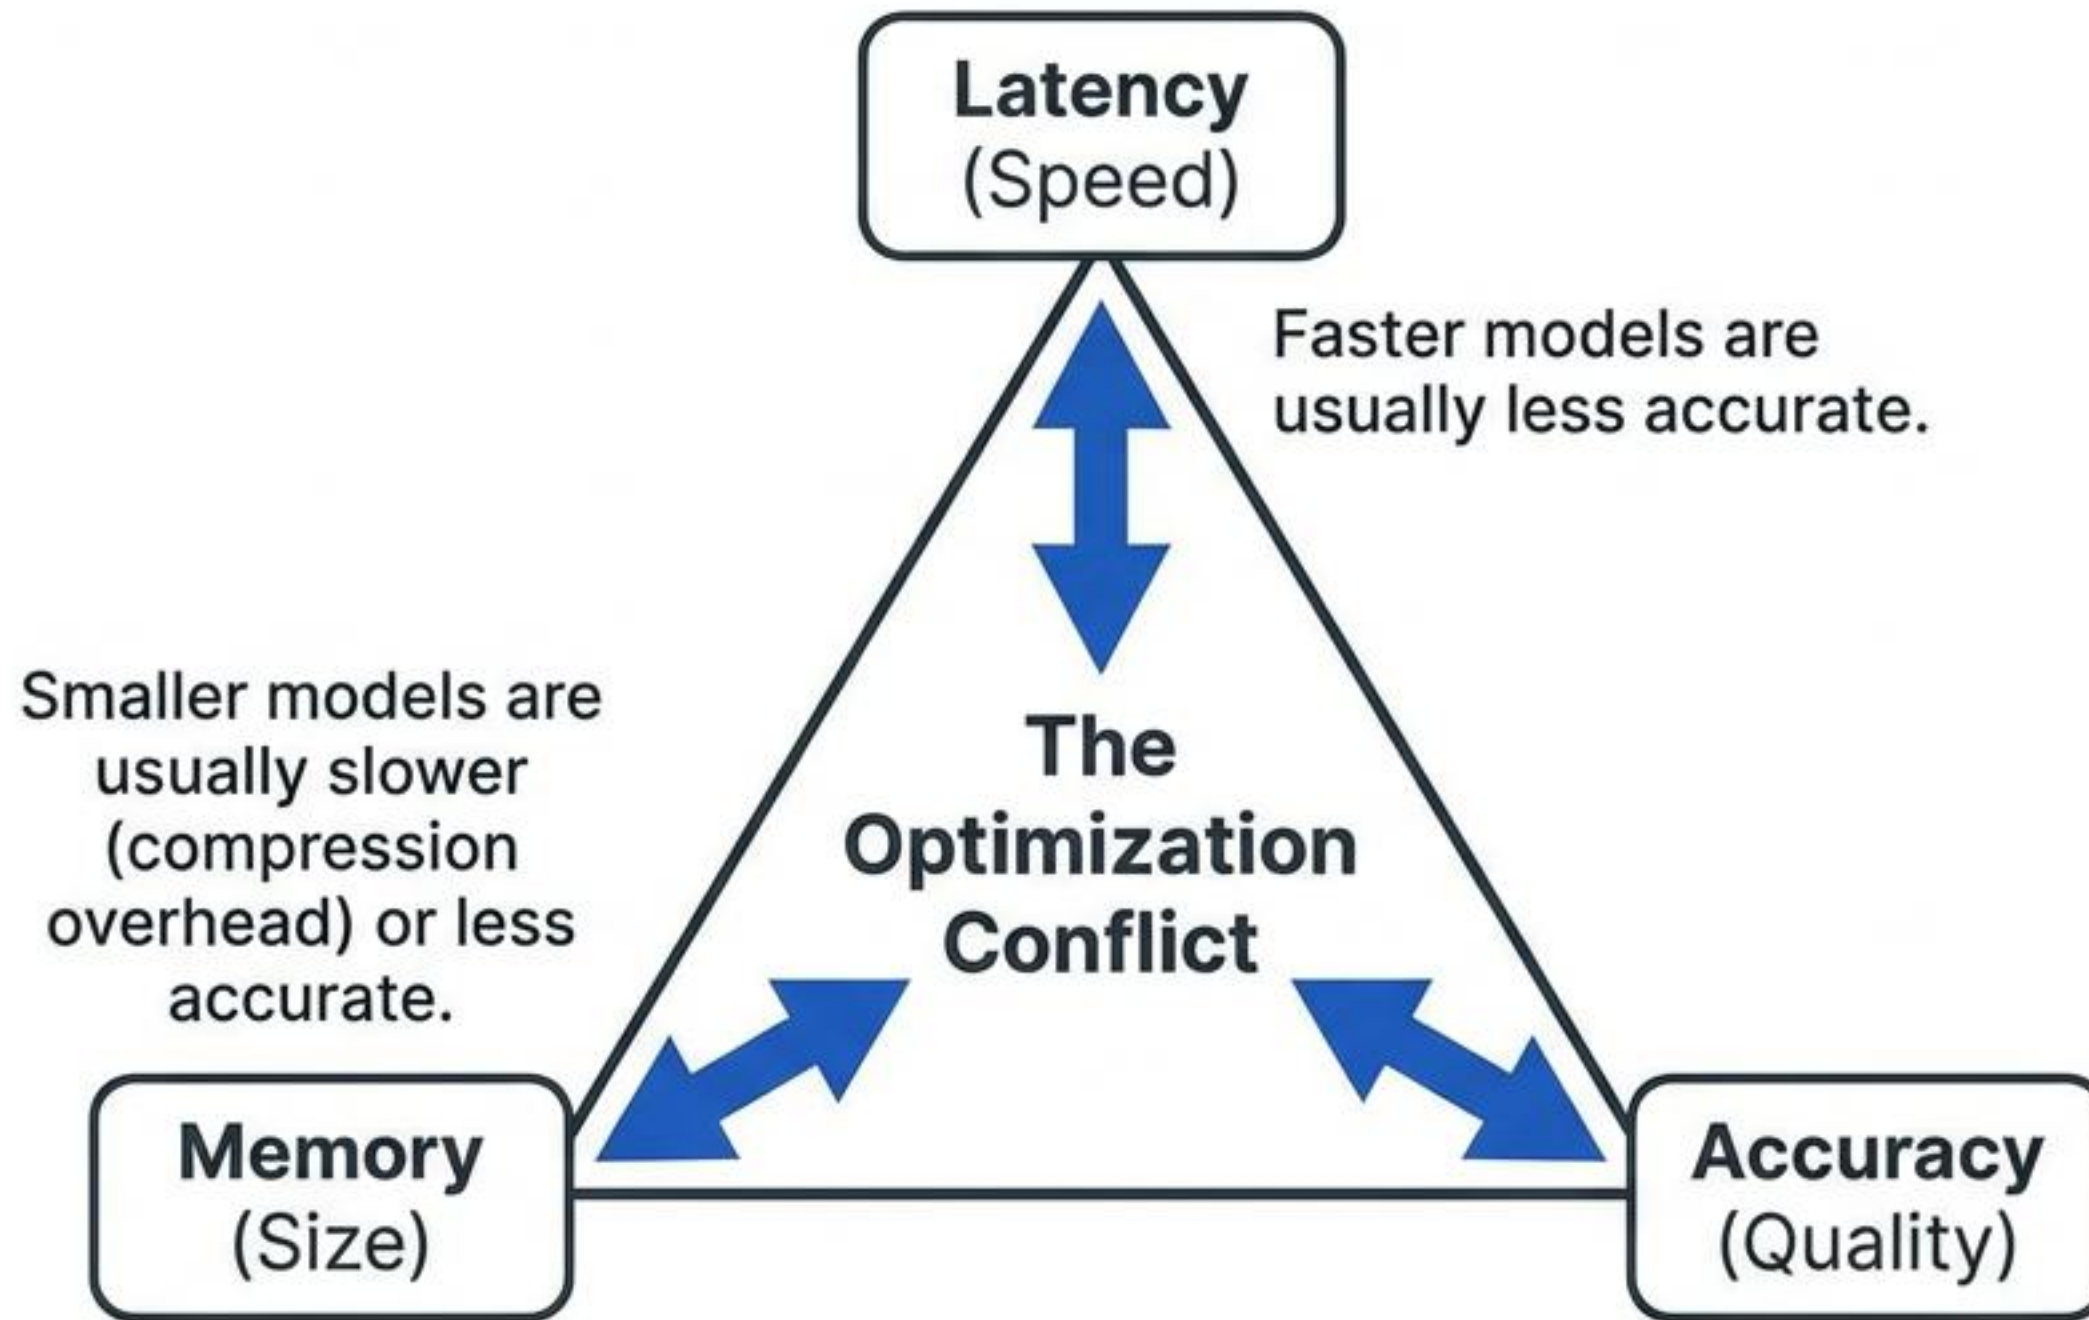 Latency
(Speed)
Faster models are
usually less accurate.
Smaller models are
usually slower
(compression
overhead) or less
accurate.
The
Optimization
Conflict
Memory
(Size)
Accuracy
(Quality)